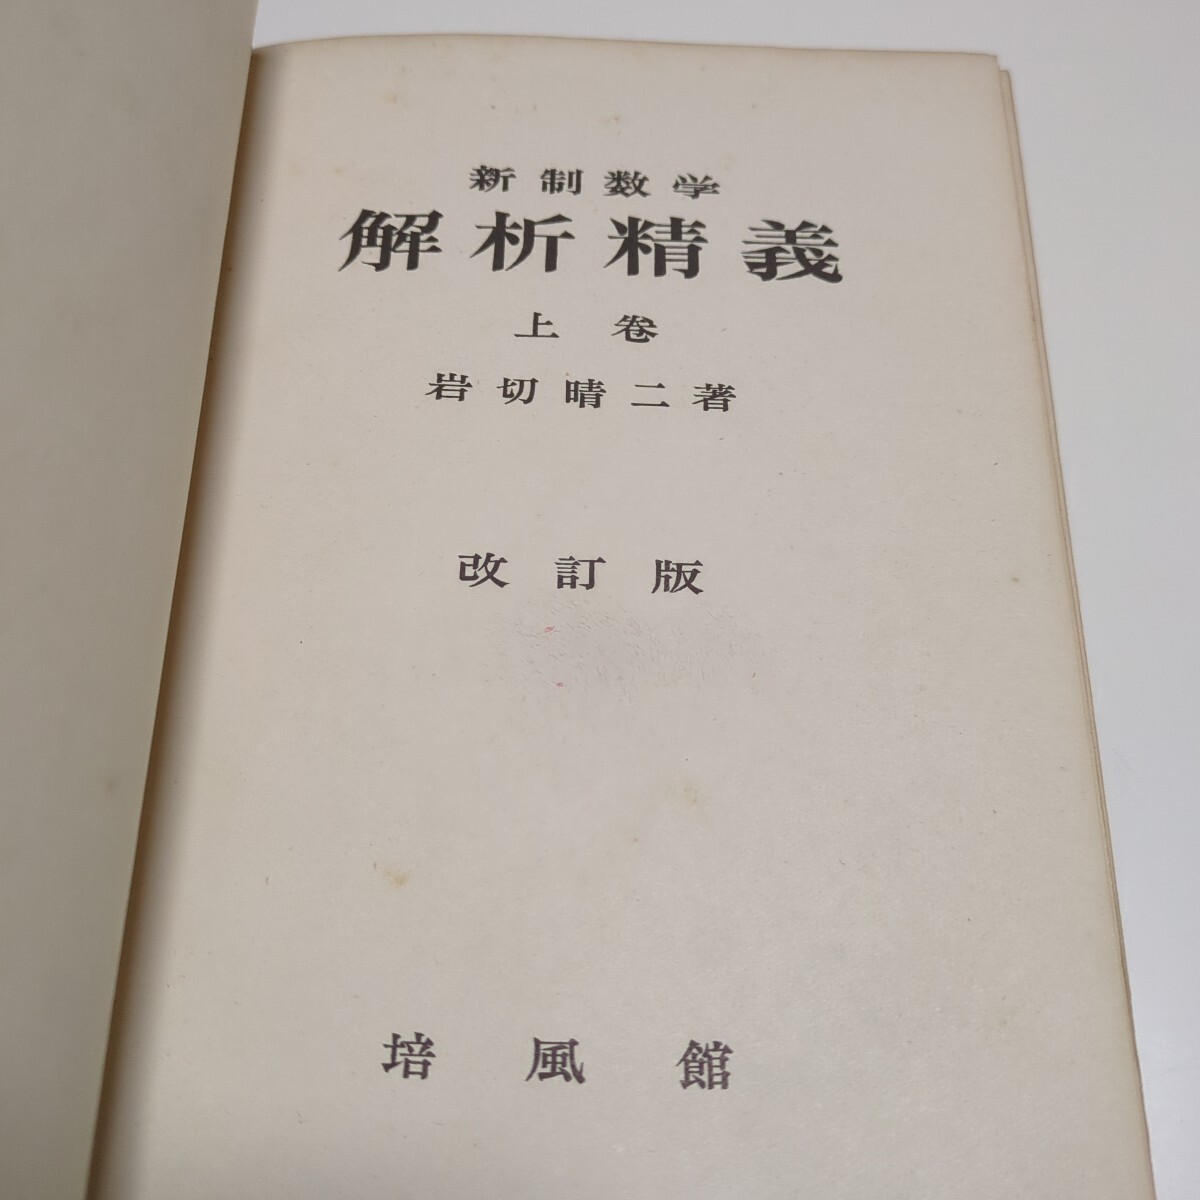 新制数学
解析精義
上巻
岩切晴二著
改訂版
培風館